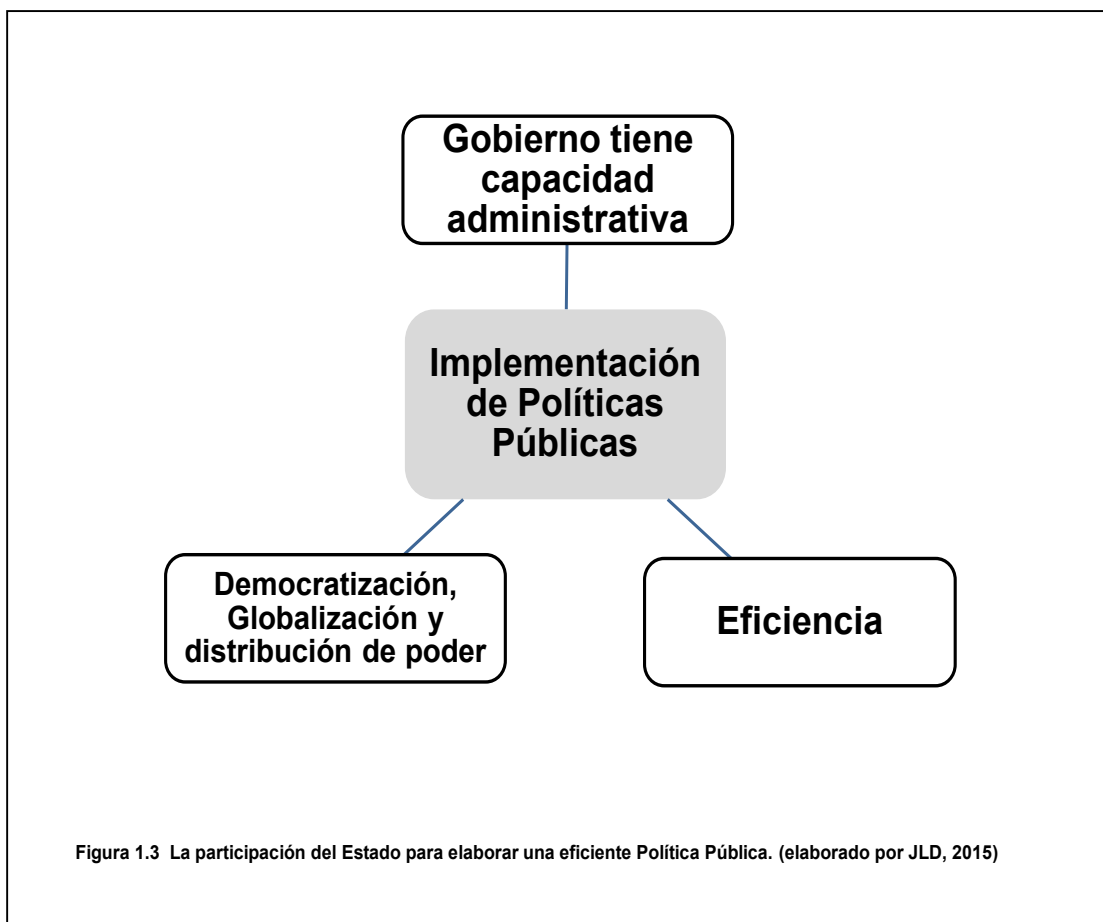 Gobierno tiene
capacidad
administrativa
Implementación
de Políticas
Públicas
Democratización,
Globalización y
distribución de poder
Eficiencia
Figura 1.3 La participación del Estado para elaborar una eficiente Política Pública. (elaborado por JLD, 2015)